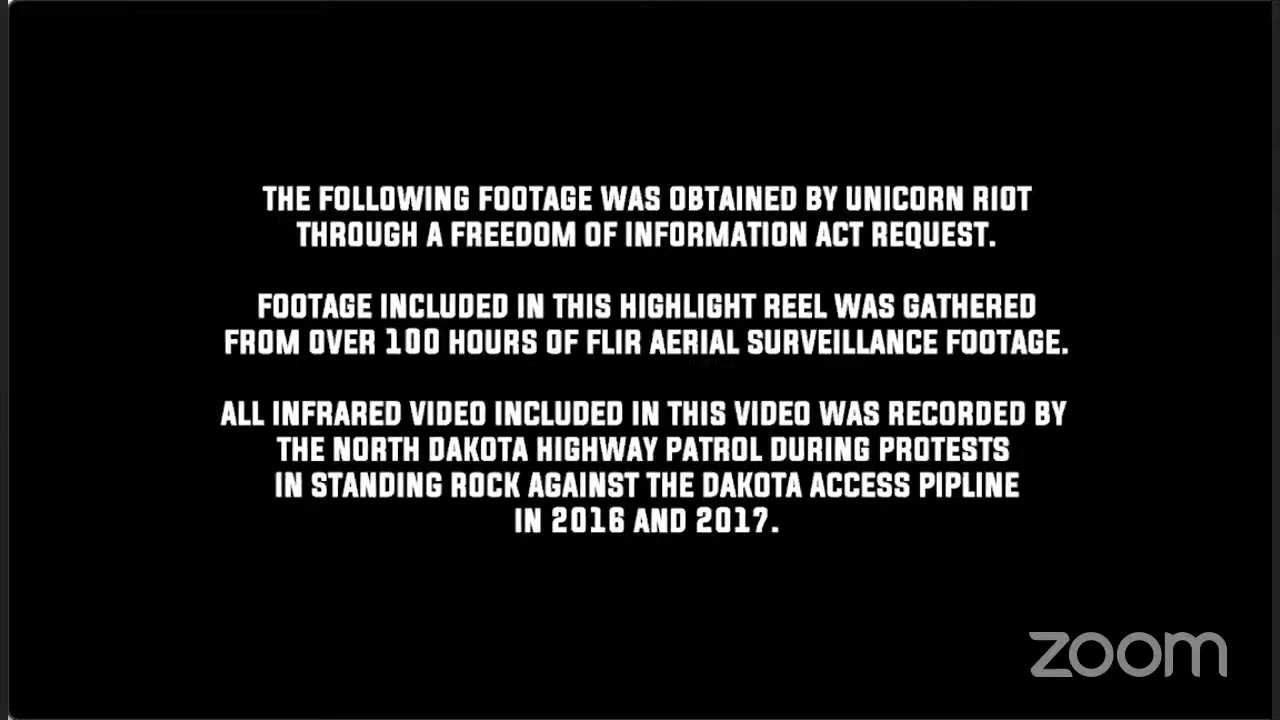 THE FOLLOWING FOOTAGE WAS OBTAINED BY UNICORN RIOT
THROUGH A FREEDOM OF INFORMATION ACT REQUEST.
FOOTAGE INCLUDED IN THIS HIGHLIGHT REEL WAS GATHERED
FROM OVER 100 HOURS OF FLIR AERIAL SURVEILLANCE FOOTAGE.
ALL INFRARED VIDEO INCLUDED IN THIS VIDEO WAS RECORDED BY
THE NORTH DAKOTA HIGHWAY PATROL DURING PROTESTS
IN STANDING ROCK AGAINST THE DAKOTA ACCESS PIPLINE
IN 2016 AND 2017.
zoom